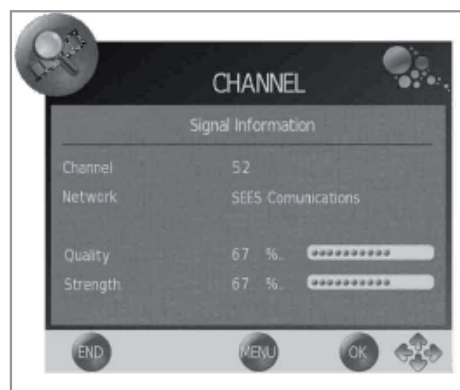 CHANNEL
Signal Information
Channel 52
Network SEES Comunications
Quality 67 %..
Strength 67 %..
END MENU OK